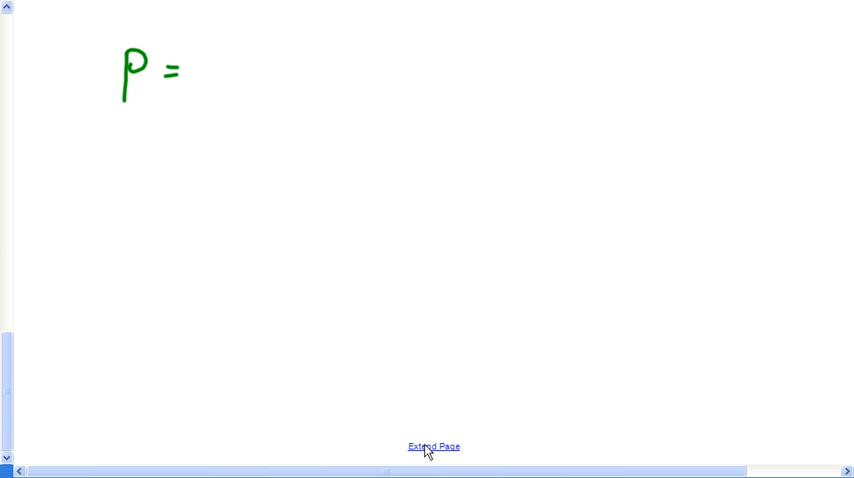 P =
Extend Page